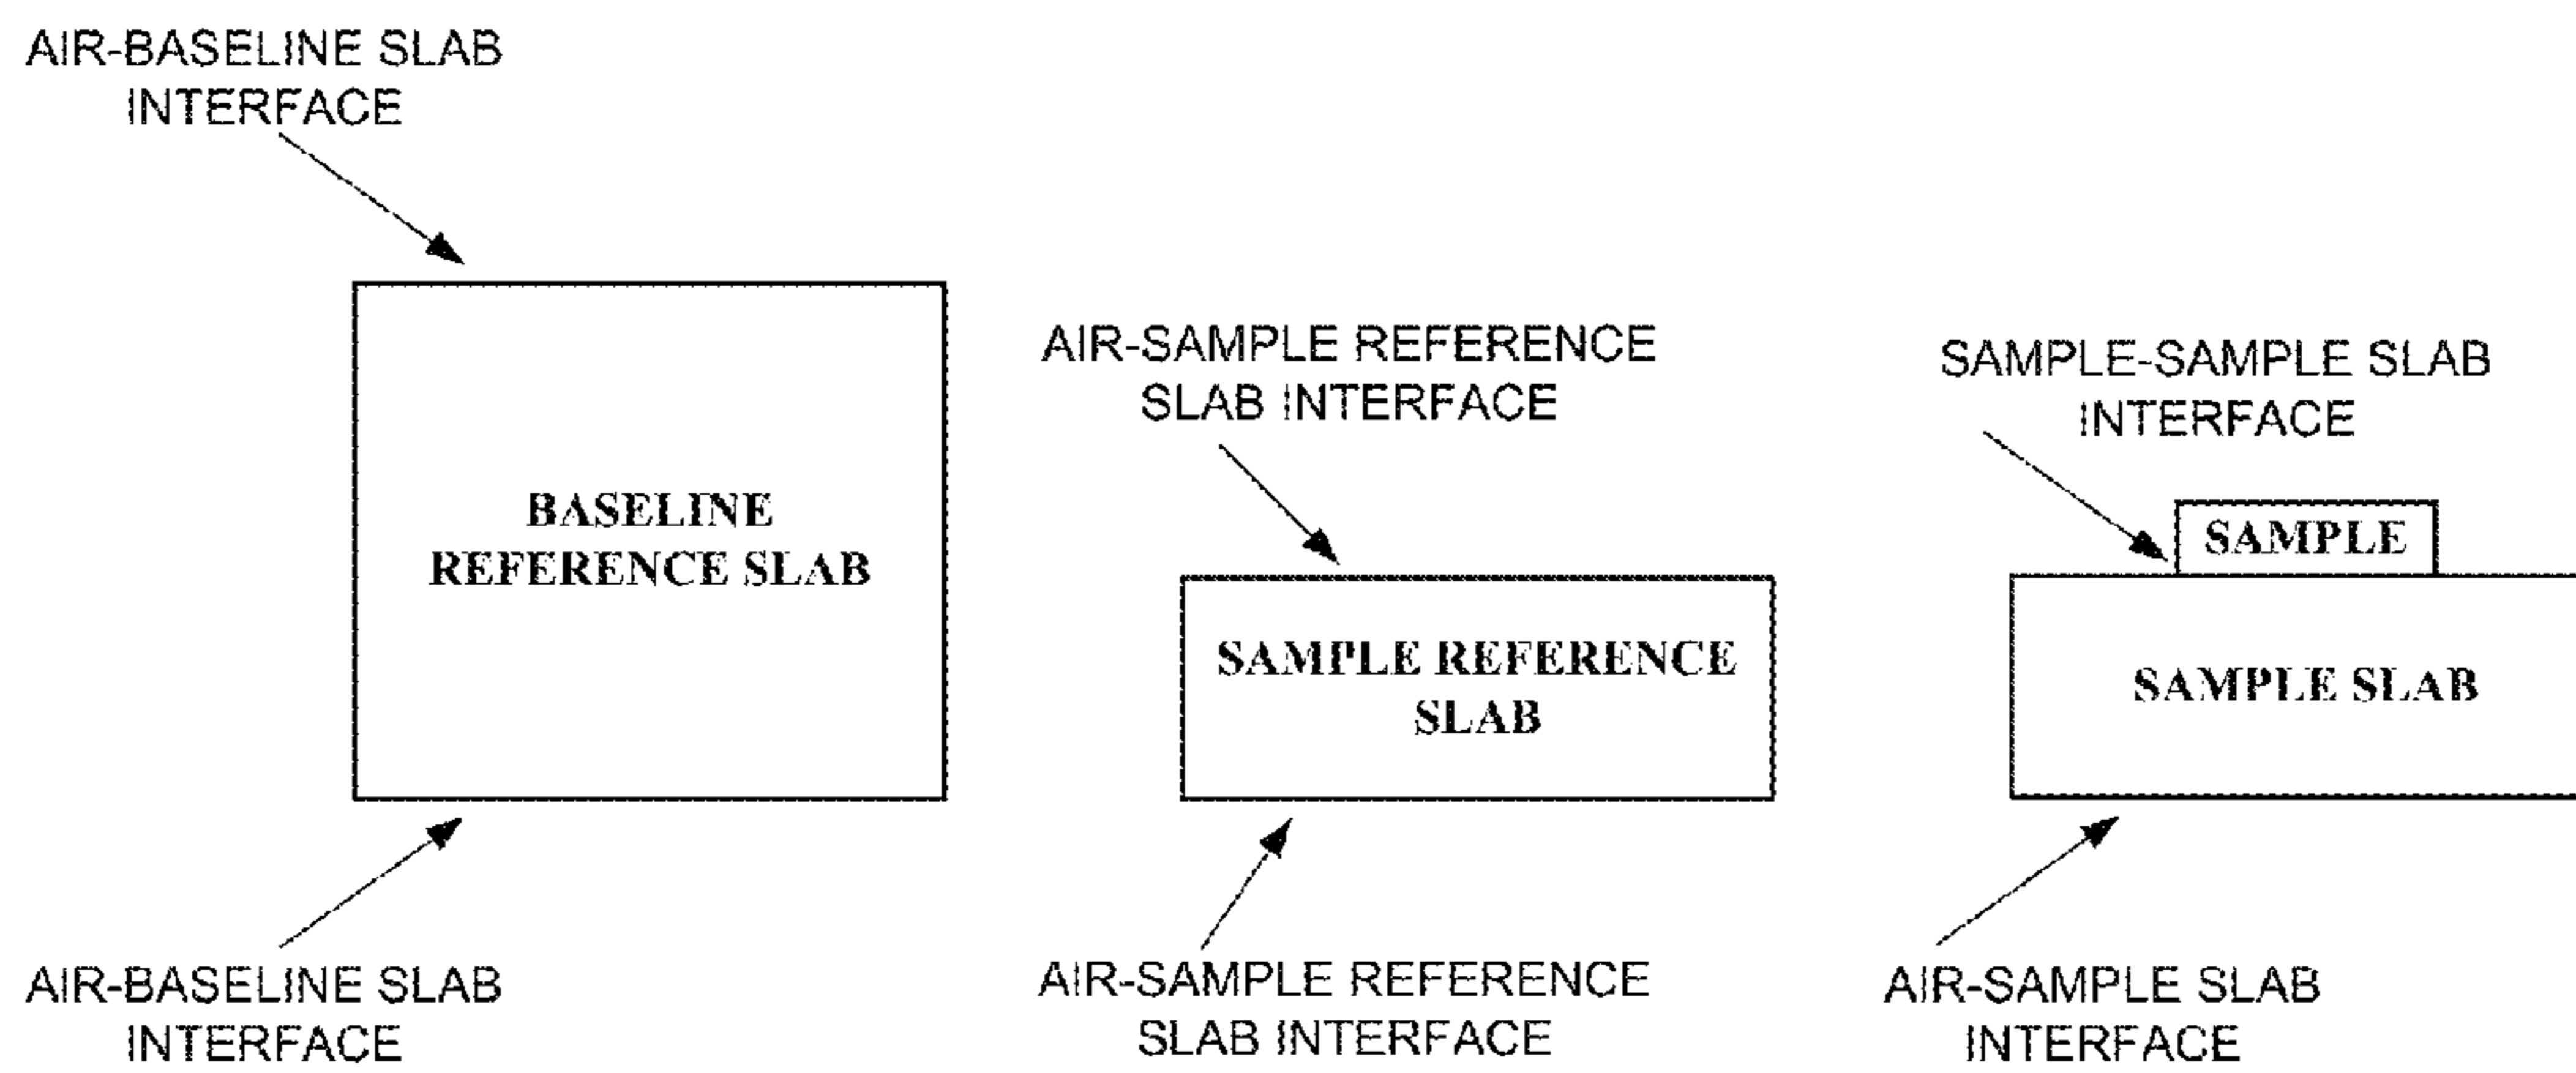 AIR-BASELINE SLAB
INTERFACE
BASELINE
REFERENCE SLAB
AIR-BASELINE SLAB
INTERFACE
AIR-SAMPLE REFERENCE
SLAB INTERFACE
SAMPLE REFERENCE
SLAB
AIR-SAMPLE REFERENCE
SLAB INTERFACE
SAMPLE-SAMPLE SLAB
INTERFACE
SAMPLE
SAMPLE SLAB
AIR-SAMPLE SLAB
INTERFACE